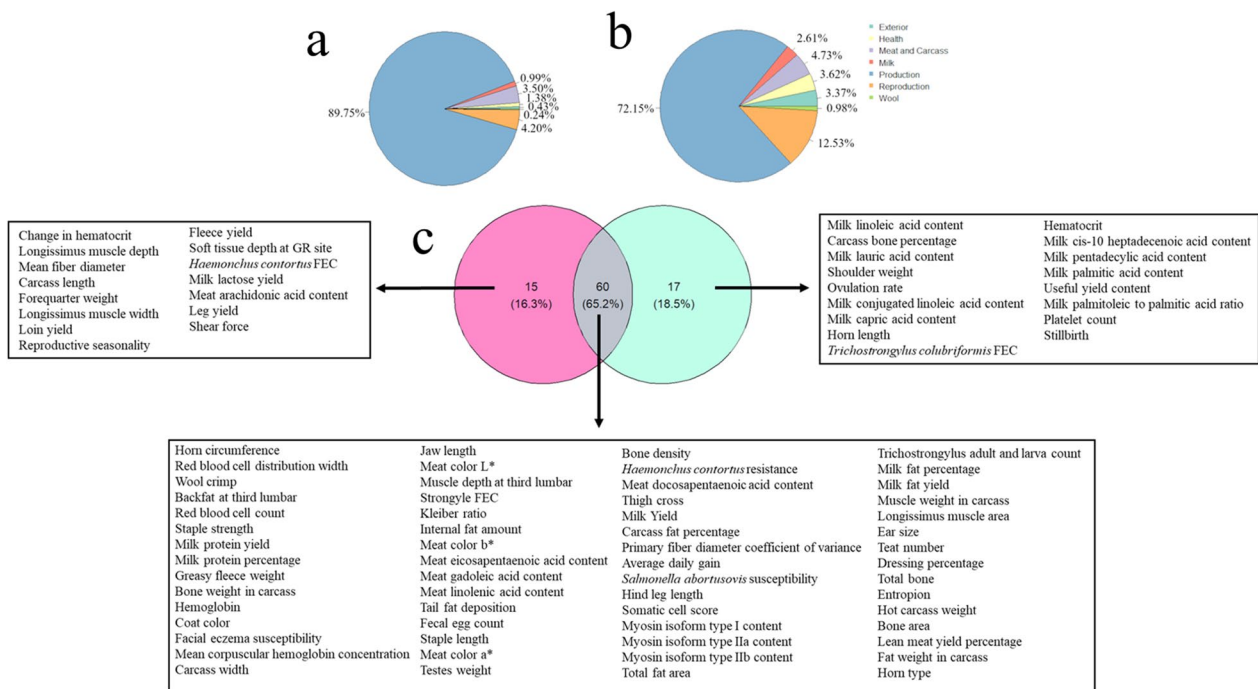 a
89.75%
0.99%
3.50%
1.38%
0.43%
0.24%
4.20%
b
72.15%
2.61%
4.73%
3.62%
3.37%
0.98%
12.53%
Exterior
Health
Meat and Carcass
Milk
Production
Reproduction
Wool
c
15
(16.3%)
60
(65.2%)
17
(18.5%)
Change in hematocrit
Longissimus muscle depth
Mean fiber diameter
Carcass length
Forequarter weight
Longissimus muscle width
Loin yield
Reproductive seasonality
Fleece yield
Soft tissue depth at GR site
Haemonchus contortus FEC
Milk lactose yield
Meat arachidonic acid content
Leg yield
Shear force
Milk linoleic acid content
Carcass bone percentage
Milk lauric acid content
Shoulder weight
Ovulation rate
Milk conjugated linoleic acid content
Milk capric acid content
Horn length
Trichostrongylus colubriformis FEC
Hematocrit
Milk cis-10 heptadecenoic acid content
Milk pentadecylic acid content
Milk palmitic acid content
Useful yield content
Milk palmitoleic to palmitic acid ratio
Platelet count
Stillbirth
Horn circumference
Red blood cell distribution width
Wool crimp
Backfat at third lumbar
Red blood cell count
Staple strength
Milk protein yield
Milk protein percentage
Greasy fleece weight
Bone weight in carcass
Hemoglobin
Coat color
Facial eczema susceptibility
Mean corpuscular hemoglobin concentration
Carcass width
Jaw length
Meat color L*
Muscle depth at third lumbar
Strongyle FEC
Kleiber ratio
Internal fat amount
Meat color b*
Meat eicosapentaenoic acid content
Meat gadoleic acid content
Meat linolenic acid content
Tail fat deposition
Fecal egg count
Staple length
Meat color a*
Testes weight
Bone density
Haemonchus contortus resistance
Meat docosapentaenoic acid content
Thigh cross
Milk Yield
Carcass fat percentage
Primary fiber diameter coefficient of variance
Average daily gain
Salmonella abortusovis susceptibility
Hind leg length
Somatic cell score
Myosin isoform type I content
Myosin isoform type IIa content
Myosin isoform type IIb content
Total fat area
Trichostrongylus adult and larva count
Milk fat percentage
Milk fat yield
Muscle weight in carcass
Longissimus muscle area
Ear size
Teat number
Dressing percentage
Total bone
Entropion
Hot carcass weight
Bone area
Lean meat yield percentage
Fat weight in carcass
Horn type